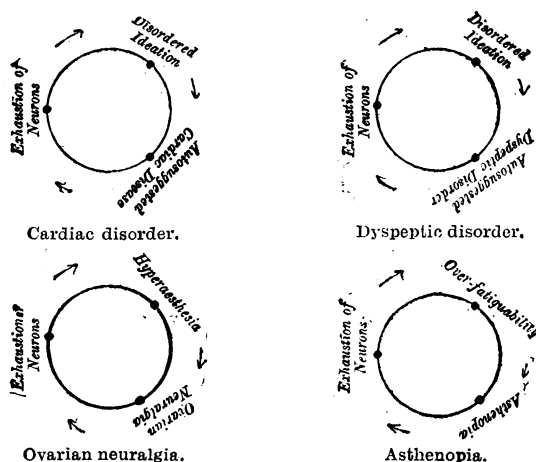 Disordered
Ideation
Exhaustion of
Neurons
Autosuggested
Cardiac Disease
Cardiac disorder.
Disordered
Ideation
Exhaustion of
Neurons
Autosuggested
Dyspeptic Disorder
Dyspeptic disorder.
Hyperaesthesia
Exhaustion of
Neurons
Ovarian
Neuralgia
Ovarian neuralgia.
Over-fatiguability
Exhaustion of
Neurons
Asthenopia
Asthenopia.